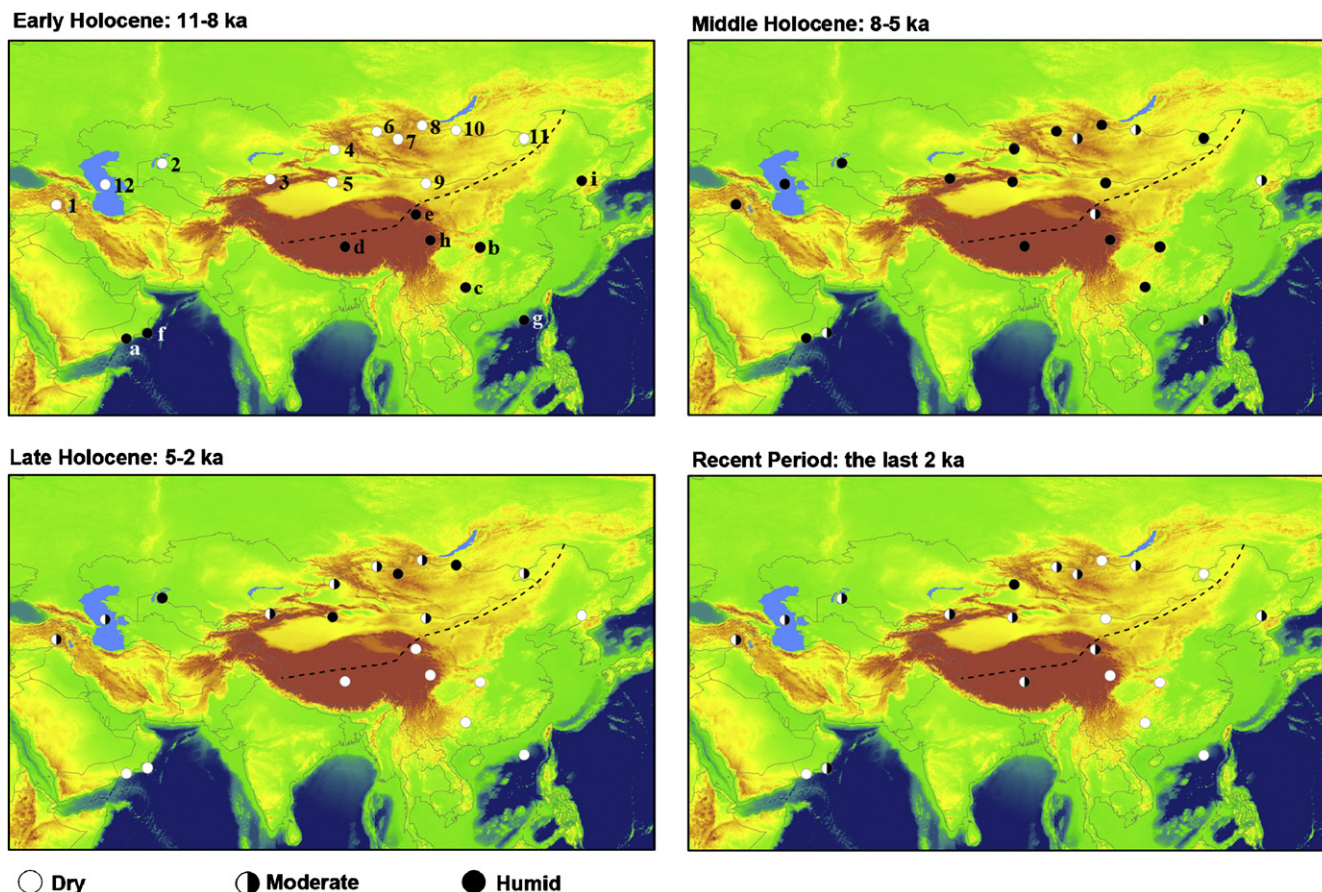 Early Holocene: 11-8 ka
Middle Holocene: 8-5 ka
6
8
10
7
11
4
2
12
3
5
9
i
1
e
d
h
b
c
g
f
a
Late Holocene: 5-2 ka
Recent Period: the last 2 ka
Dry
Moderate
Humid